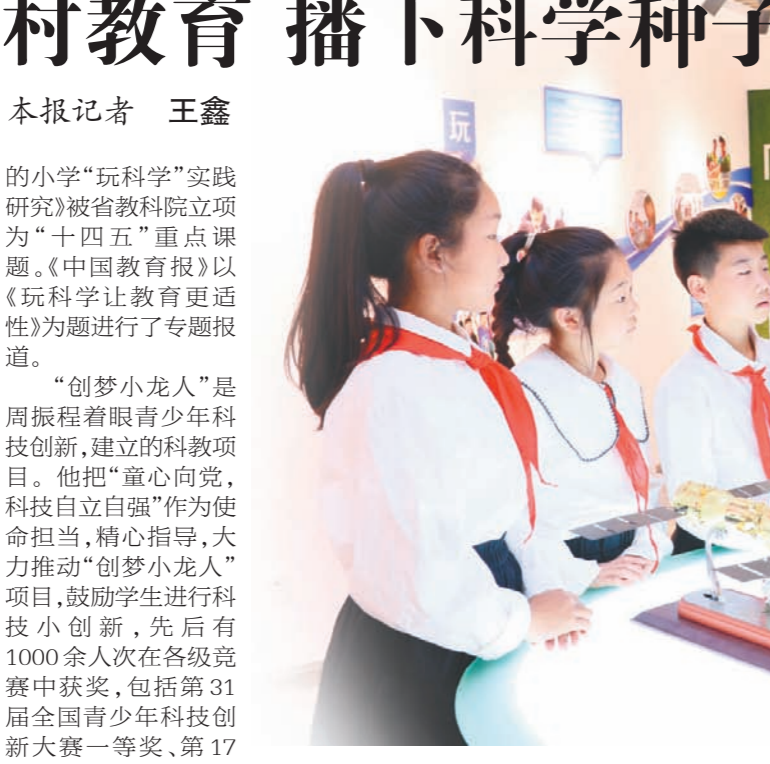 村教育 播下科学种子
本报记者 王鑫
的小学“玩科学”实践
研究》被省教科院立项
为“十四五”重点课
题。《中国教育报》以
《玩科学让教育更适
性》为题进行了专题报
道。
“创梦小龙人”是
周振程着眼青少年科
技创新,建立的科教项
目。他把“童心向党,
科技自立自强”作为使
命担当,精心指导,大
力推动“创梦小龙人”
项目,鼓励学生进行科
技小创新,先后有
1000余人次在各级竞
赛中获奖,包括第31
届全国青少年科技创
新大赛一等奖、第17
玩